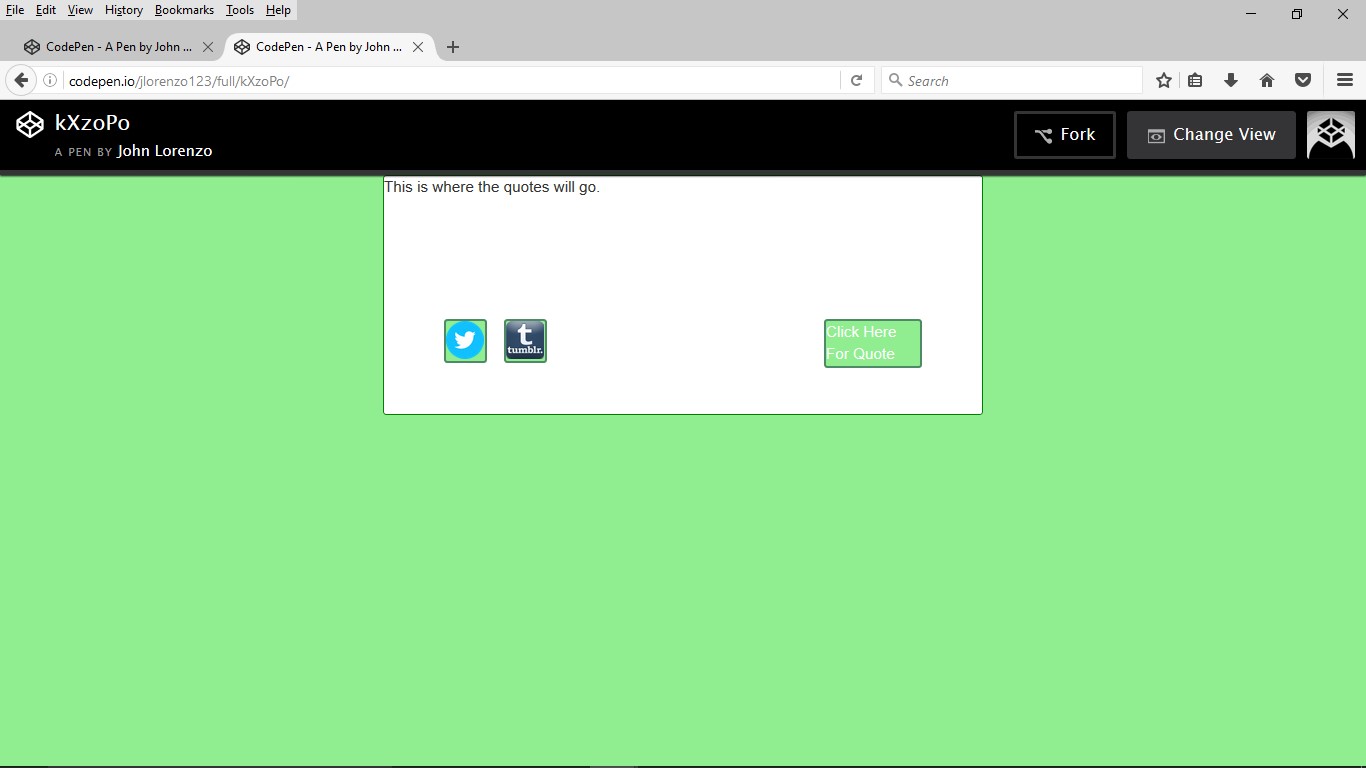 File Edit View History Bookmarks Tools Help
CodePen - A Pen by John ... CodePen - A Pen by John ...
codepen.io/jlorenzo123/full/kXzoPo/ Search
kXzoPo
A PEN BY John Lorenzo
Fork Change View
This is where the quotes will go.
t
tumblr.
Click Here
For Quote